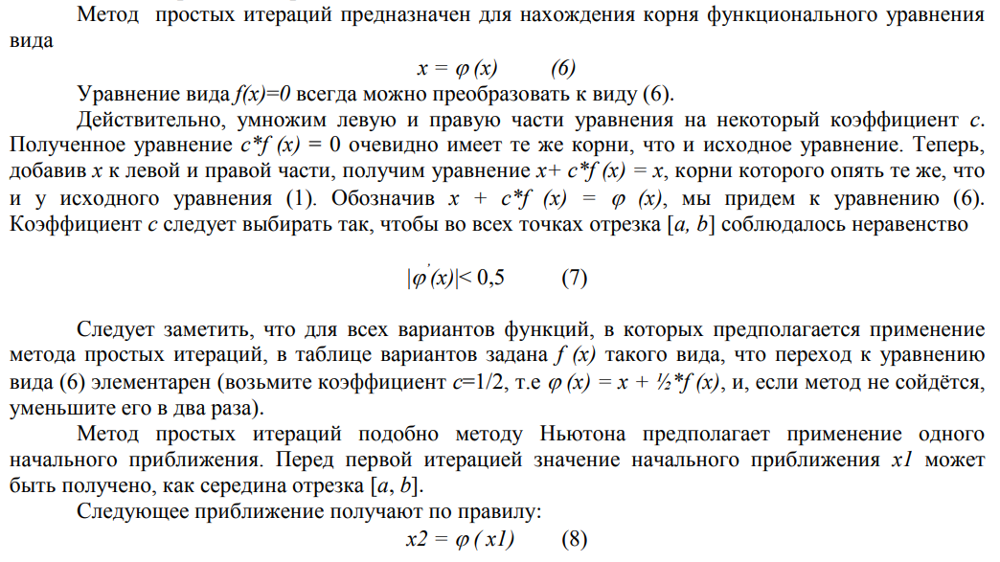 Метод простых итераций предназначен для нахождения корня функционального уравнения
вида
x = φ (x) (6)
Уравнение вида f(x)=0 всегда можно преобразовать к виду (6).
Действительно, умножим левую и правую части уравнения на некоторый коэффициент c.
Полученное уравнение c*f (x) = 0 очевидно имеет те же корни, что и исходное уравнение. Теперь,
добавив x к левой и правой части, получим уравнение x+ c*f (x) = x, корни которого опять те же, что
и у исходного уравнения (1). Обозначив x + c*f (x) = φ (x), мы придем к уравнению (6).
Коэффициент c следует выбирать так, чтобы во всех точках отрезка [a, b] соблюдалось неравенство
|φ’(x)|< 0,5 (7)
Следует заметить, что для всех вариантов функций, в которых предполагается применение
метода простых итераций, в таблице вариантов задана f (x) такого вида, что переход к уравнению
вида (6) элементарен (возьмите коэффициент c=1/2, т.е φ (x) = x + ½*f (x), и, если метод не сойдётся,
уменьшите его в два раза).
Метод простых итераций подобно методу Ньютона предполагает применение одного
начального приближения. Перед первой итерацией значение начального приближения x1 может
быть получено, как середина отрезка [a, b].
Следующее приближение получают по правилу:
x2 = φ ( x1) (8)